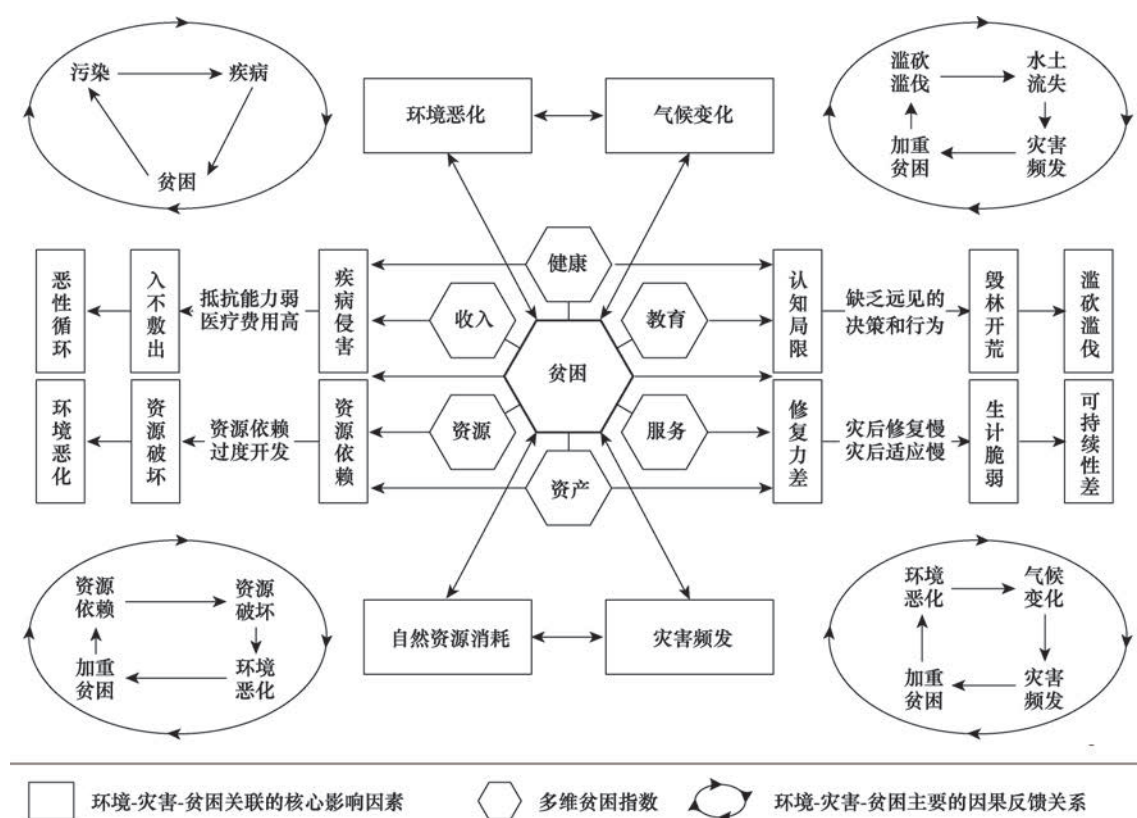 污染
疾病
贫困
环境恶化
气候变化
滥砍
滥伐
水土
流失
加重
贫困
灾害
频发
恶性循环
入不敷出
抵抗能力弱
医疗费用高
疾病侵害
健康
收入
教育
贫困
认知局限
缺乏远见的
决策和行为
毁林开荒
滥砍滥伐
环境恶化
资源破坏
资源依赖
过度开发
资源依赖
资源
服务
资产
修复力差
灾后修复慢
灾后适应慢
生计脆弱
可持续性差
资源
依赖
资源
破坏
加重
贫困
环境
恶化
自然资源消耗
灾害频发
环境
恶化
气候
变化
加重
贫困
灾害
频发
环境-灾害-贫困关联的核心影响因素
多维贫困指数
环境-灾害-贫困主要的因果反馈关系